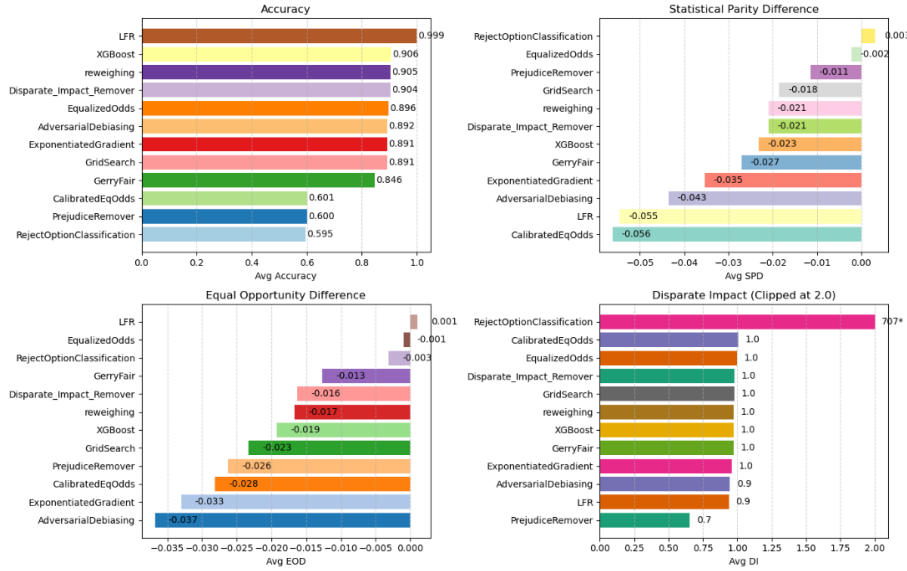 Accuracy
LFR 0.999
XGBoost 0.906
reweighing 0.905
Disparate_Impact_Remover 0.904
EqualizedOdds 0.896
AdversarialDebiasing 0.892
ExponentiatedGradient 0.891
GridSearch 0.891
GerryFair 0.846
CalibratedEqOdds 0.601
PrejudiceRemover 0.600
RejectOptionClassification 0.595
0.0 0.2 0.4 0.6 0.8 1.0
Avg Accuracy
Statistical Parity Difference
RejectOptionClassification 0.003
EqualizedOdds -0.002
PrejudiceRemover -0.011
GridSearch -0.018
reweighing -0.021
Disparate_Impact_Remover -0.021
XGBoost -0.023
GerryFair -0.027
ExponentiatedGradient -0.035
AdversarialDebiasing -0.043
LFR -0.055
CalibratedEqOdds -0.056
−0.05 −0.04 −0.03 −0.02 −0.01 0.00
Avg SPD
Equal Opportunity Difference
LFR 0.001
EqualizedOdds -0.001
RejectOptionClassification -0.003
GerryFair -0.013
Disparate_Impact_Remover -0.016
reweighing -0.017
XGBoost -0.019
GridSearch -0.023
PrejudiceRemover -0.026
CalibratedEqOdds -0.028
ExponentiatedGradient -0.033
AdversarialDebiasing -0.037
−0.035 −0.030 −0.025 −0.020 −0.015 −0.010 −0.005 0.000
Avg EOD
Disparate Impact (Clipped at 2.0)
RejectOptionClassification 707*
CalibratedEqOdds 1.0
EqualizedOdds 1.0
Disparate_Impact_Remover 1.0
GridSearch 1.0
reweighing 1.0
XGBoost 1.0
GerryFair 1.0
ExponentiatedGradient 1.0
AdversarialDebiasing 0.9
LFR 0.9
PrejudiceRemover 0.7
0.00 0.25 0.50 0.75 1.00 1.25 1.50 1.75 2.00
Avg DI